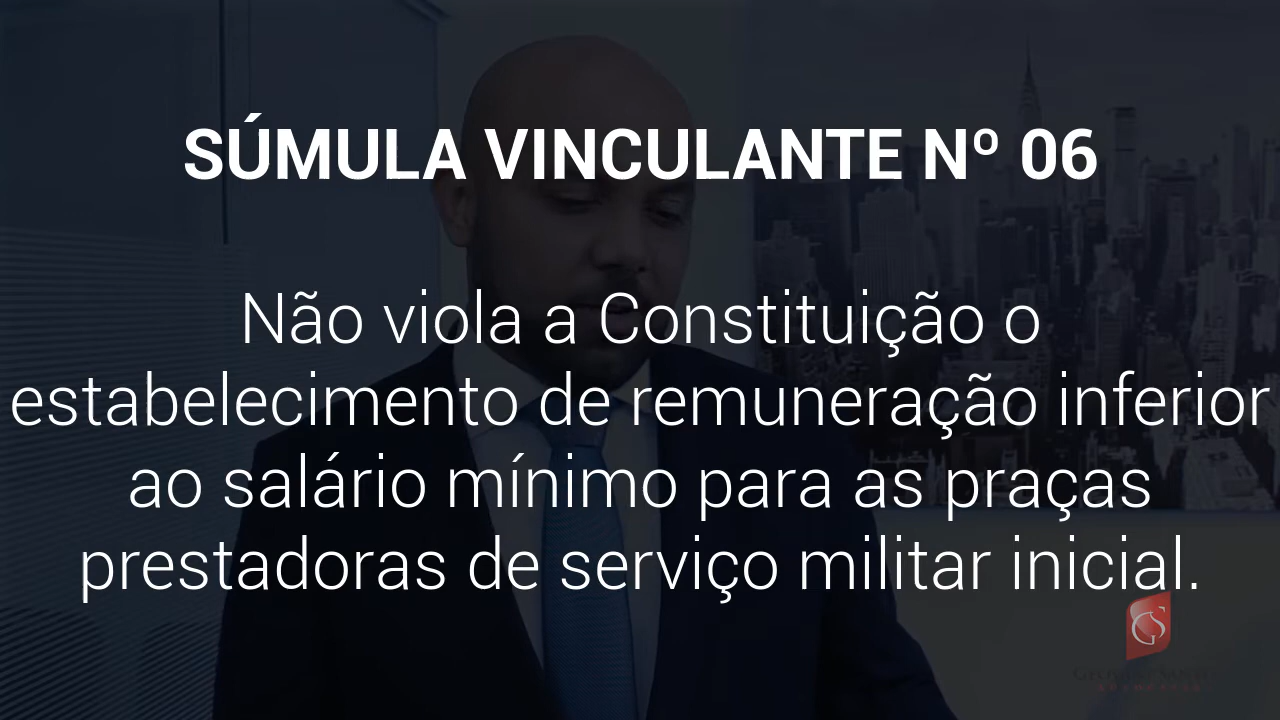 SÚMULA VINCULANTE Nº 06
Não viola a Constituição o
estabelecimento de remuneração inferior
ao salário mínimo para as praças
prestadoras de serviço militar inicial.
GS